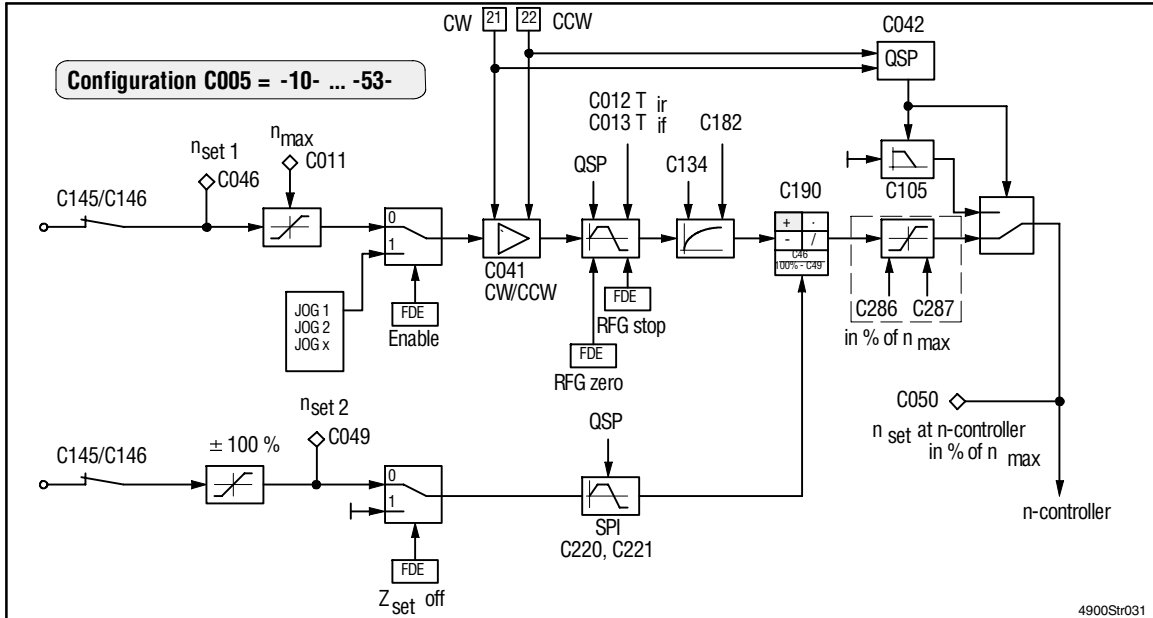 CW 21 22 CCW
C042
QSP
Configuration C005 = -10- ... -53-
C012 T ir
C013 T if
C182
n max
C011
n set 1
C046
QSP
C134
C105
C145/C146
C190
0
1
+ ·
- /
C46
100% - C49
C041
CW/CCW
JOG 1
JOG 2
JOG x
FDE
Enable
FDE
RFG stop
C286 C287
in % of n max
FDE
RFG zero
n set 2
C049
QSP
C050
n set at n-controller
in % of n max
C145/C146
± 100 %
0
1
n-controller
SPI
C220, C221
FDE
Z set off
4900Str031